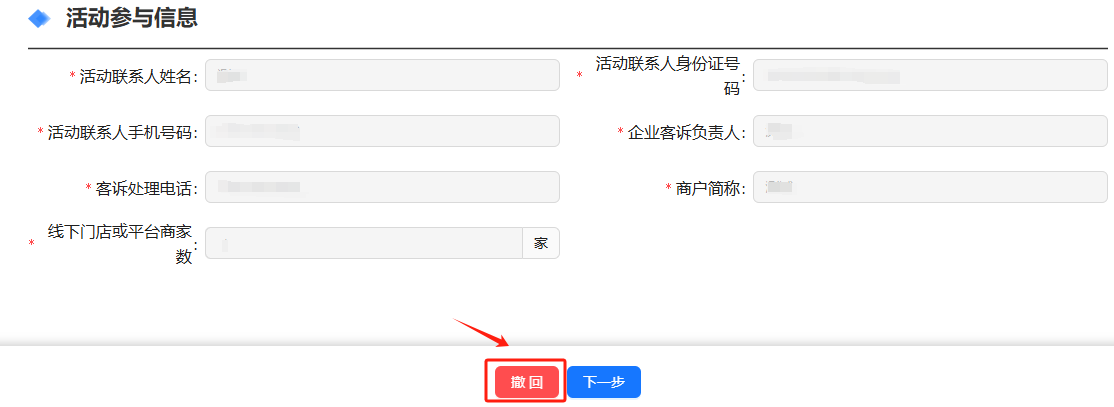 活动参与信息
* 活动联系人姓名:
* 活动联系人身份证号码:
* 活动联系人手机号码:
* 企业客诉负责人:
* 客诉处理电话:
* 商户简称:
* 线下门店或平台商家数:
家
撤 回
下一步